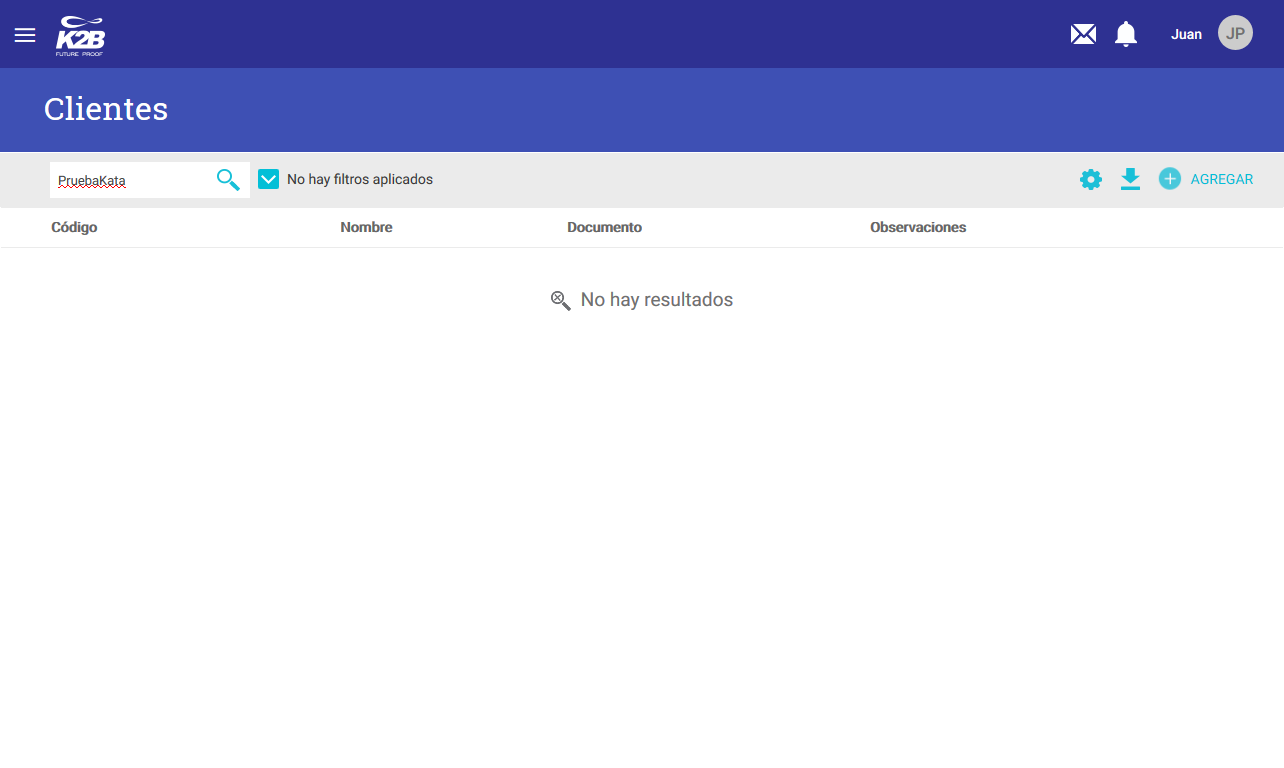 K2B
FUTURE PROOF
Juan
JP
Clientes
PruebaKata
No hay filtros aplicados
AGREGAR
Código Nombre Documento Observaciones
No hay resultados